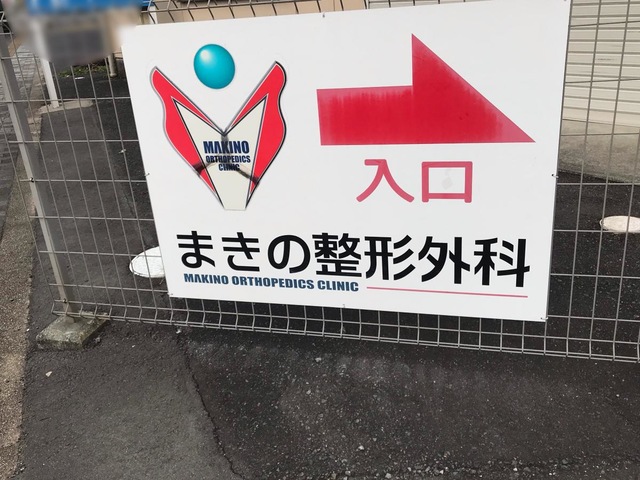 MAKINO
ORTHOPEDICS
CLINIC
入口
まきの整形外科
MAKINO ORTHOPEDICS CLINIC